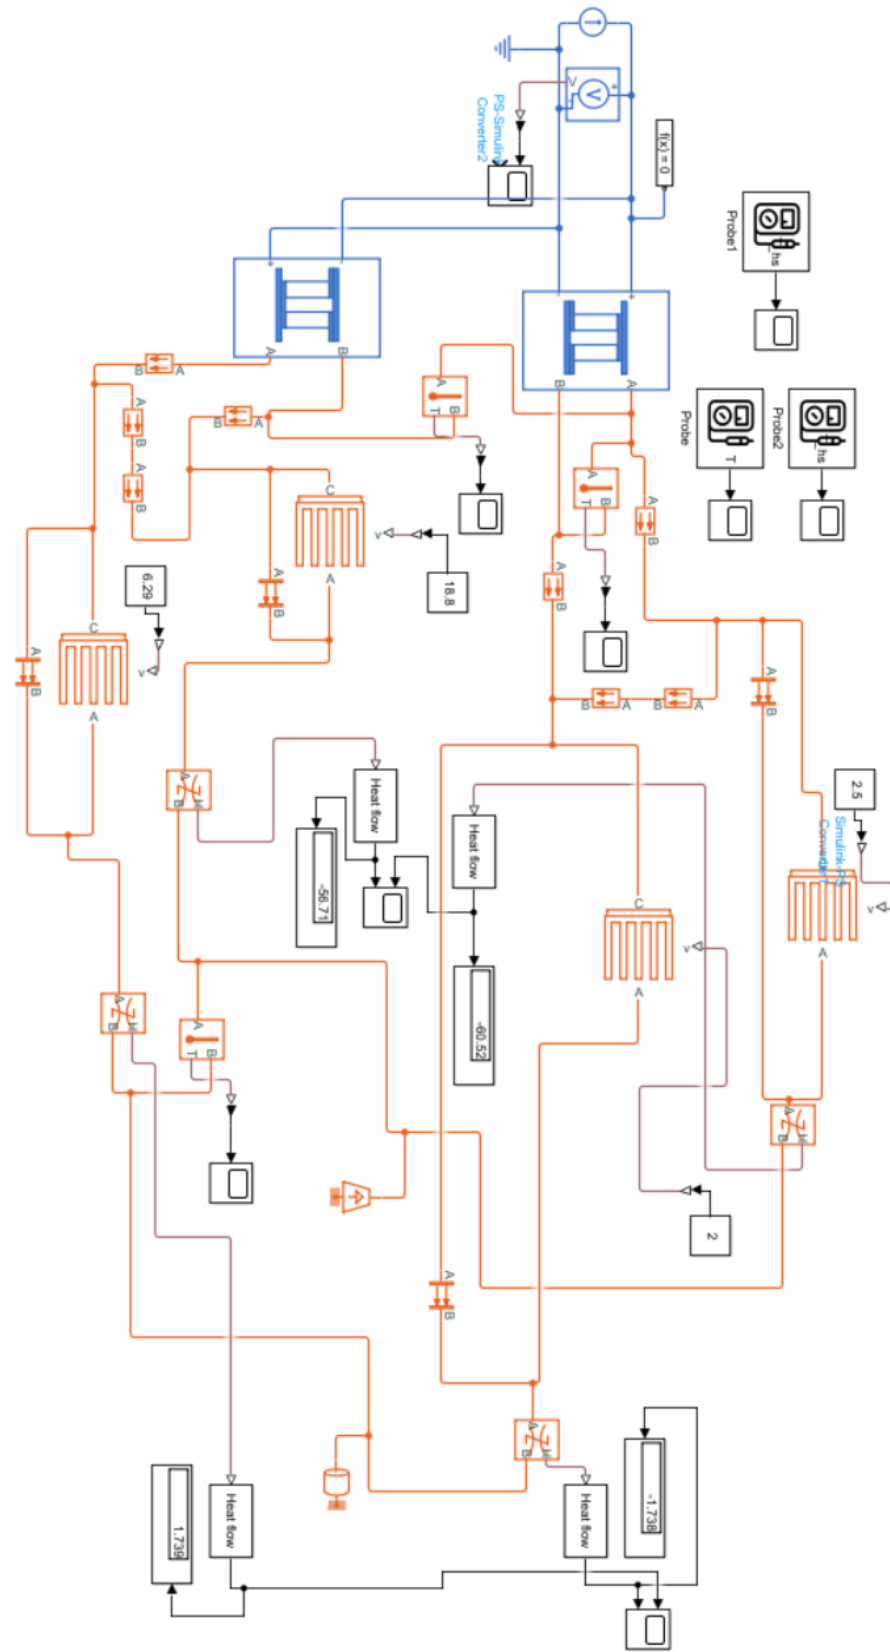 V
+
-
V
PS-Simulink
Converter2
f(x) = 0
hs
Probe1
+
-
A
B
-
+
B
A
A
B
A
B
T
A
B
A
B
A
B
T
Probe
T
Probe2
hs
A
B
A
B
A
B
C
A
v
18.8
6.29
v
C
A
A
B
A
B
A
B
A
B
A
B
2.5
Simulink-PS
v
A
A
B
H
Heat flow
-56.71
Heat flow
-60.52
C
A
v
A
B
H
A
B
H
A
B
T
2
A
B
A
B
H
Heat flow
1.739
Heat flow
-1.738